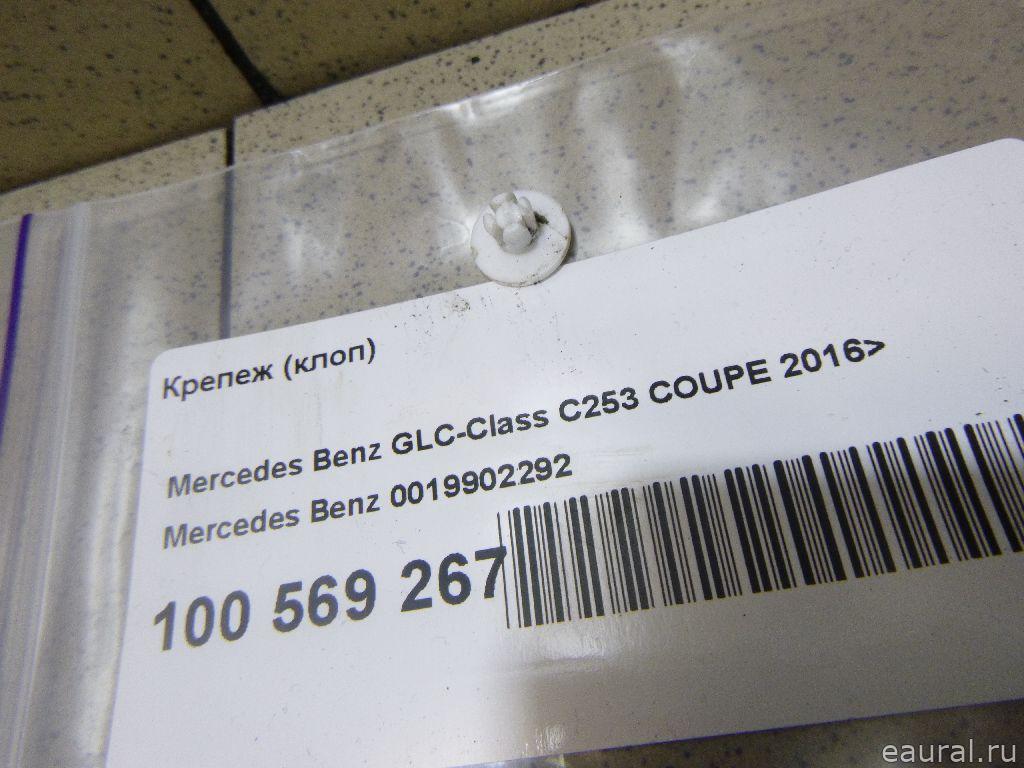 Крепеж (клоп)
Mercedes Benz GLC-Class C253 COUPE 2016>
Mercedes Benz 0019902292
100 569 267
eaural.ru